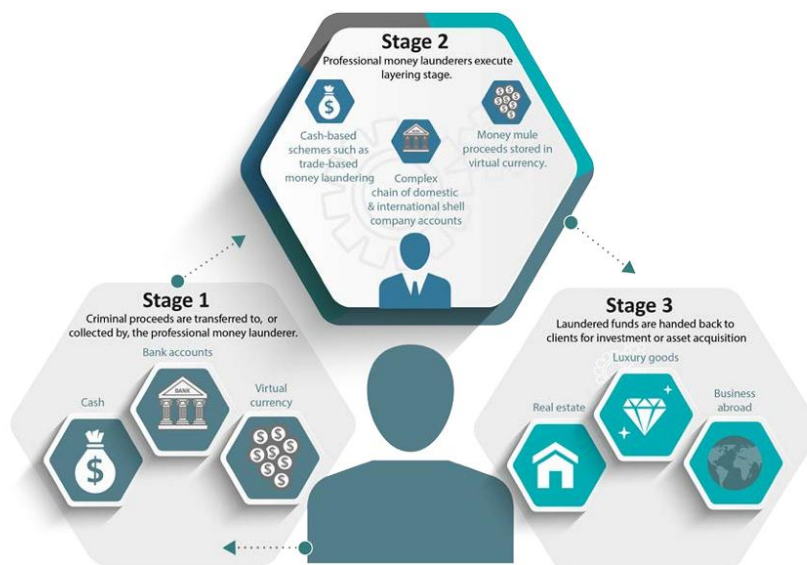 Stage 2
Professional money launderers execute
layering stage.
$
Cash-based
schemes such as
trade-based
money laundering
Complex
chain of domestic
& international shell
company accounts
Money mule
proceeds stored in
virtual currency.
Stage 1
Criminal proceeds are transferred to, or
collected by, the professional money launderer.
Bank accounts
BANK
Cash
$
Virtual
currency
Stage 3
Laundered funds are handed back to
clients for investment or asset acquisition
Luxury goods
Real estate
Business
abroad